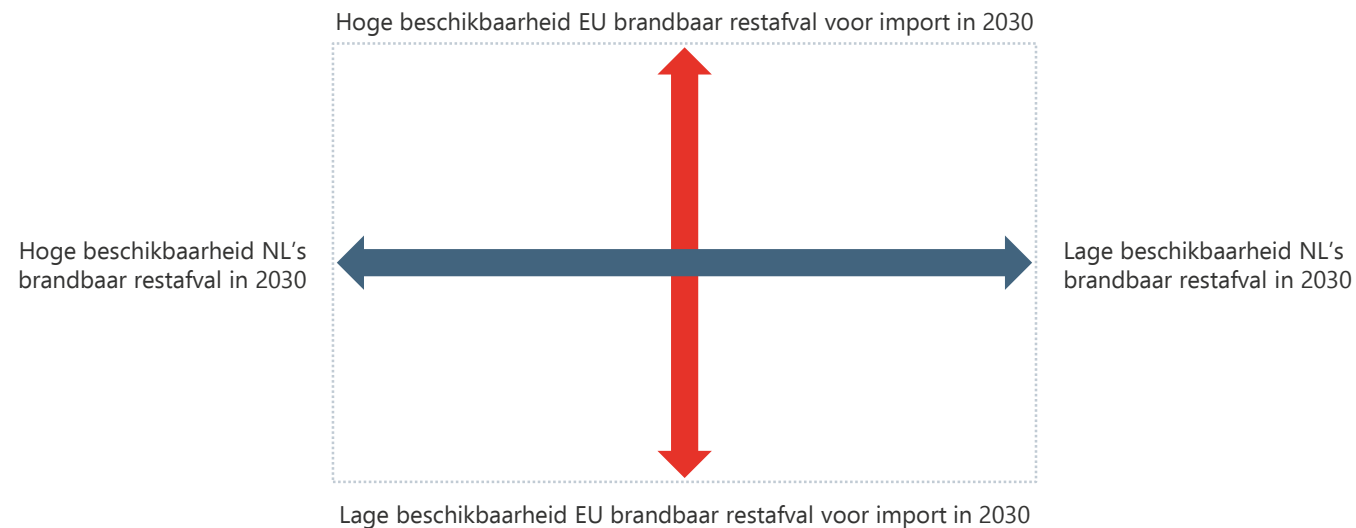 Hoge beschikbaarheid EU brandbaar restafval voor import in 2030
Hoge beschikbaarheid NL’s
brandbaar restafval in 2030
Lage beschikbaarheid NL’s
brandbaar restafval in 2030
Lage beschikbaarheid EU brandbaar restafval voor import in 2030